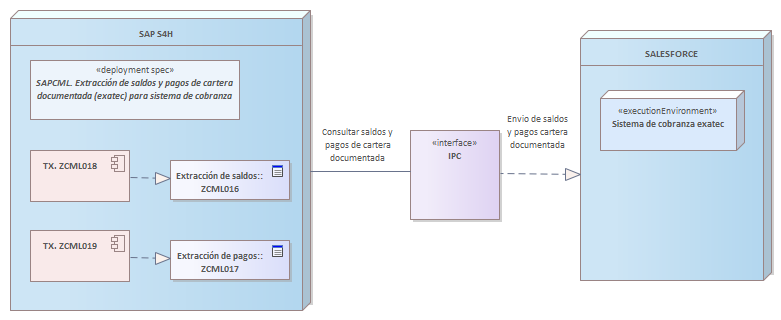 SAP S4H
«deployment spec»
SAPCML. Extracción de saldos y pagos de cartera
documentada (exatec) para sistema de cobranza
TX. ZCML018
Extracción de saldos::
ZCML016
TX. ZCML019
Extracción de pagos::
ZCML017
Consultar saldos y
pagos de cartera
documentada
«interface»
IPC
Envio de saldos
y pagos cartera
documentada
SALESFORCE
«executionEnvironment»
Sistema de cobranza exatec